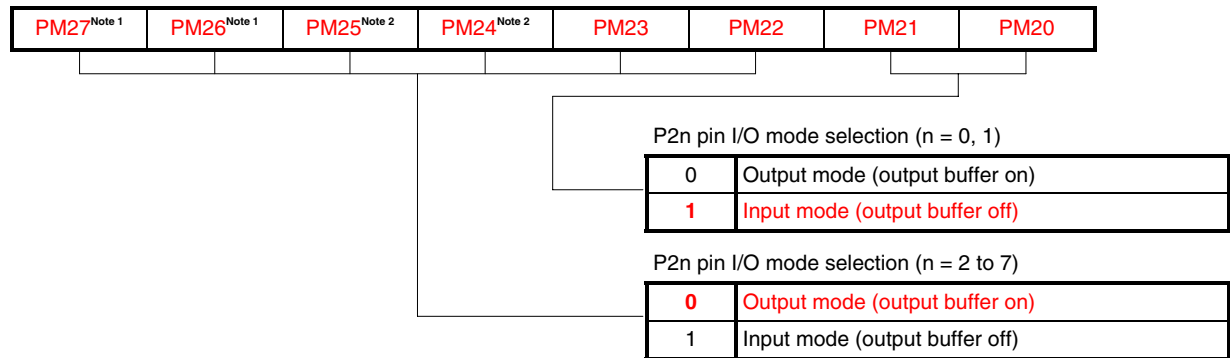 PM27Note 1 PM26Note 1 PM25Note 2 PM24Note 2 PM23 PM22 PM21 PM20
P2n pin I/O mode selection (n = 0, 1)
0 Output mode (output buffer on)
1 Input mode (output buffer off)
P2n pin I/O mode selection (n = 2 to 7)
0 Output mode (output buffer on)
1 Input mode (output buffer off)